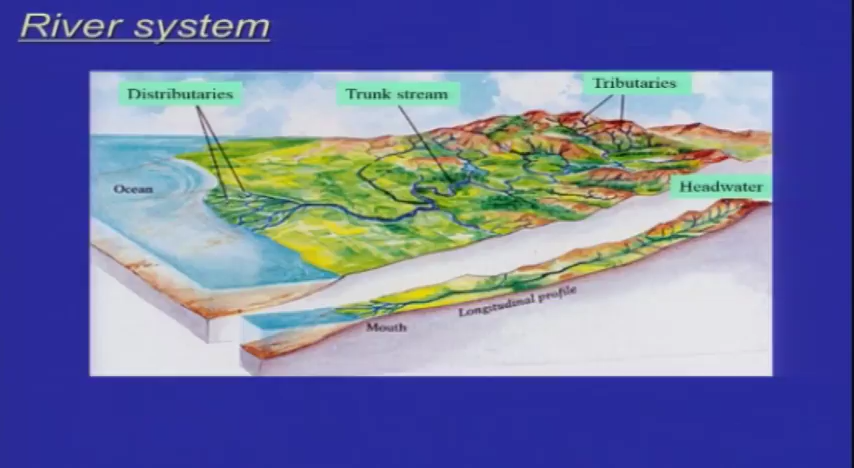 River system
Distributaries
Trunk stream
Tributaries
Ocean
Headwater
Longitudinal profile
Mouth